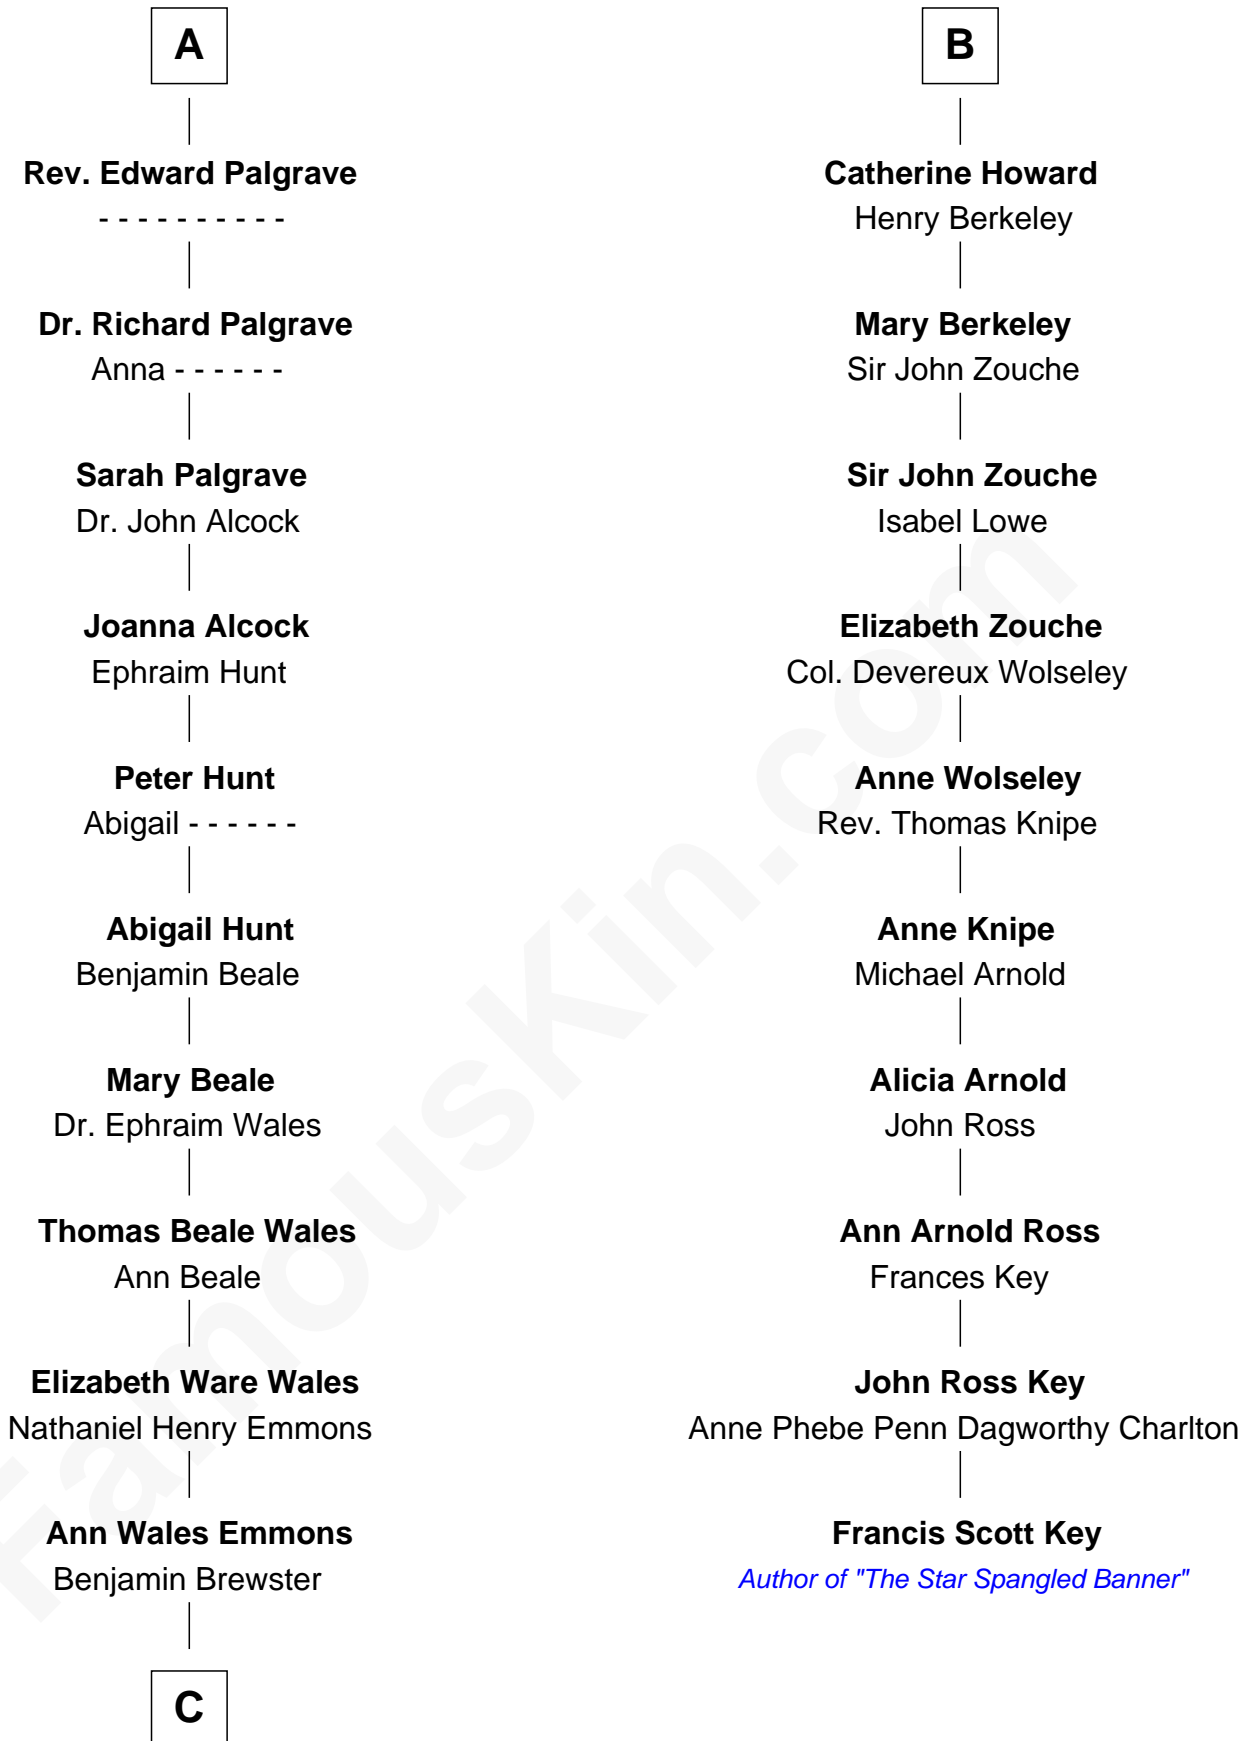 A
Rev. Edward Palgrave
- - - - - - - - - -
Dr. Richard Palgrave
Anna - - - - - -
Sarah Palgrave
Dr. John Alcock
Joanna Alcock
Ephraim Hunt
Peter Hunt
Abigail - - - - - -
Abigail Hunt
Benjamin Beale
Mary Beale
Dr. Ephraim Wales
Thomas Beale Wales
Ann Beale
Elizabeth Ware Wales
Nathaniel Henry Emmons
Ann Wales Emmons
Benjamin Brewster
C
B
Catherine Howard
Henry Berkeley
Mary Berkeley
Sir John Zouche
Sir John Zouche
Isabel Lowe
Elizabeth Zouche
Col. Devereux Wolseley
Anne Wolseley
Rev. Thomas Knipe
Anne Knipe
Michael Arnold
Alicia Arnold
John Ross
Ann Arnold Ross
Frances Key
John Ross Key
Anne Phebe Penn Dagworthy Charlton
Francis Scott Key
Author of "The Star Spangled Banner"
FamousKin.com